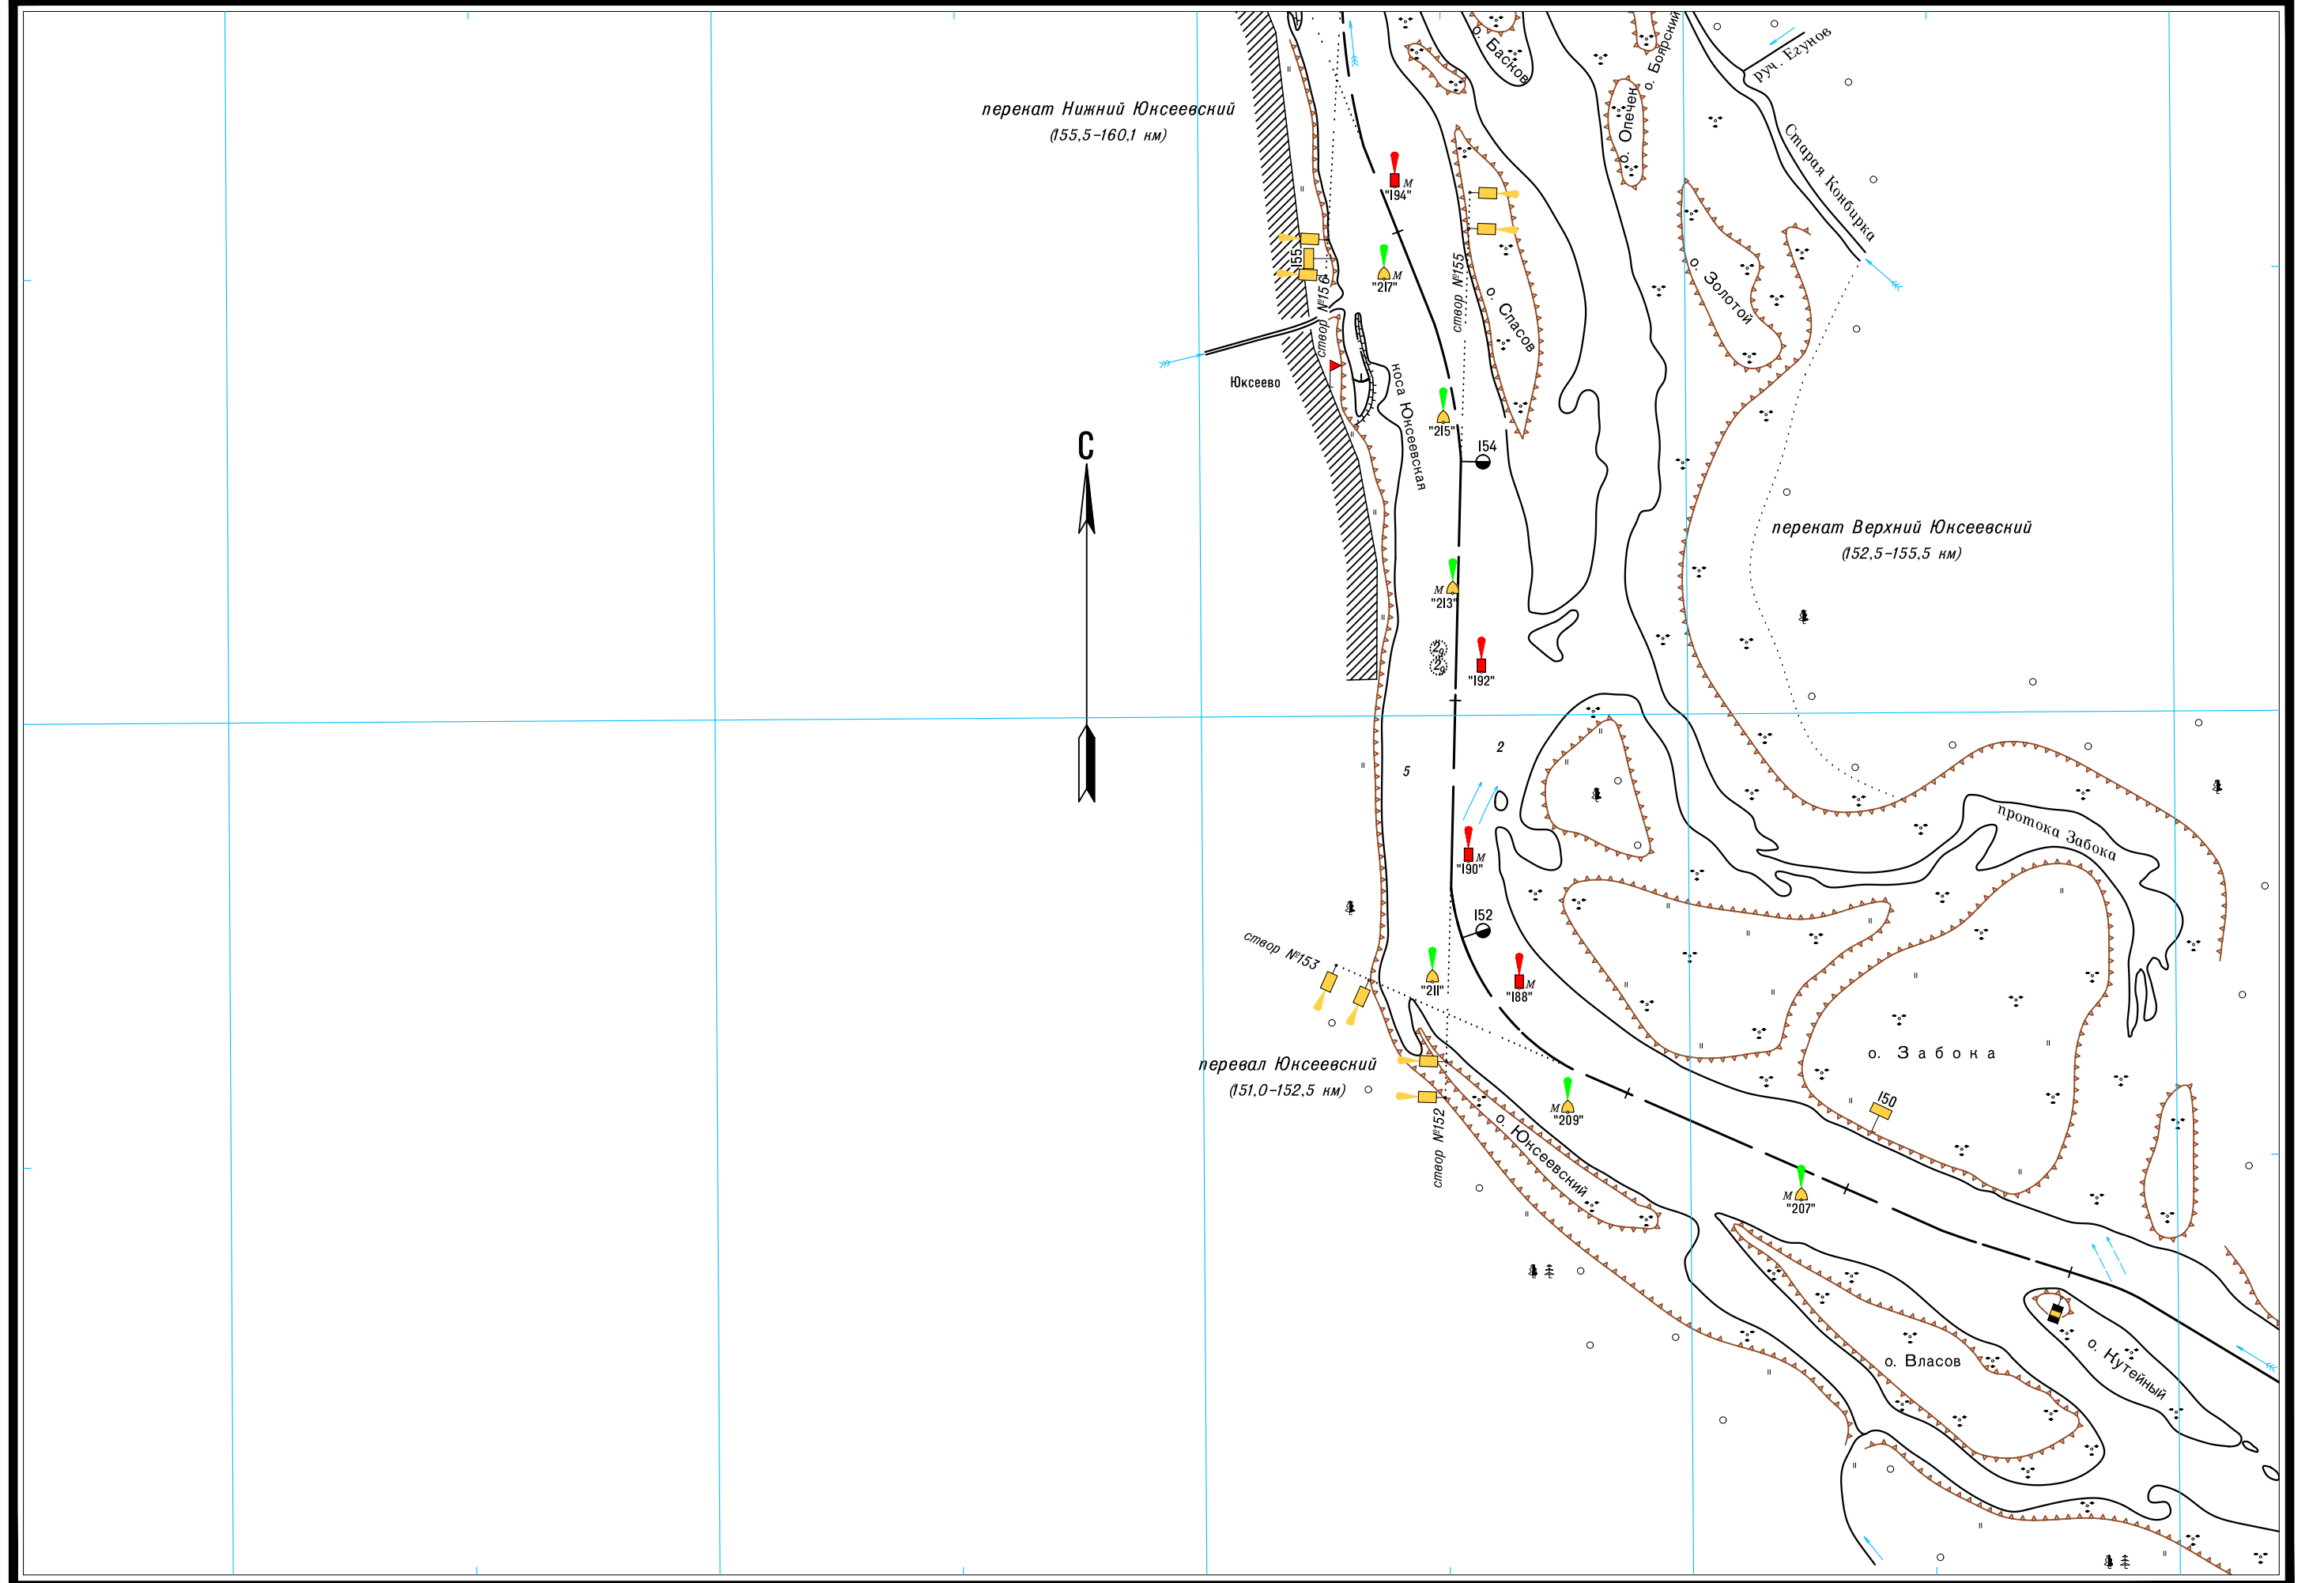 о. Басков
о. Боярский
руч. Егунов
перекат Нижний Юксеевский
(155,5-160,1 км)
о. Опечек
Старая Конбирка
"194"
М
155
"217"
М
створ №156
створ №155
о. Спасов
о. Золотой
Юксеево
коса Юксеевская
"215"
154
С
перекат Верхний Юксеевский
(152,5-155,5 км)
М
"213"
"192"
2
5
"190"
М
протока Забока
152
створ №153
"211"
"188"
М
перевал Юксеевский
(151,0-152,5 км)
о. Забока
150
М
"209"
створ №152
о. Юксеевский
М
"207"
о. Власов
о. Нутейный